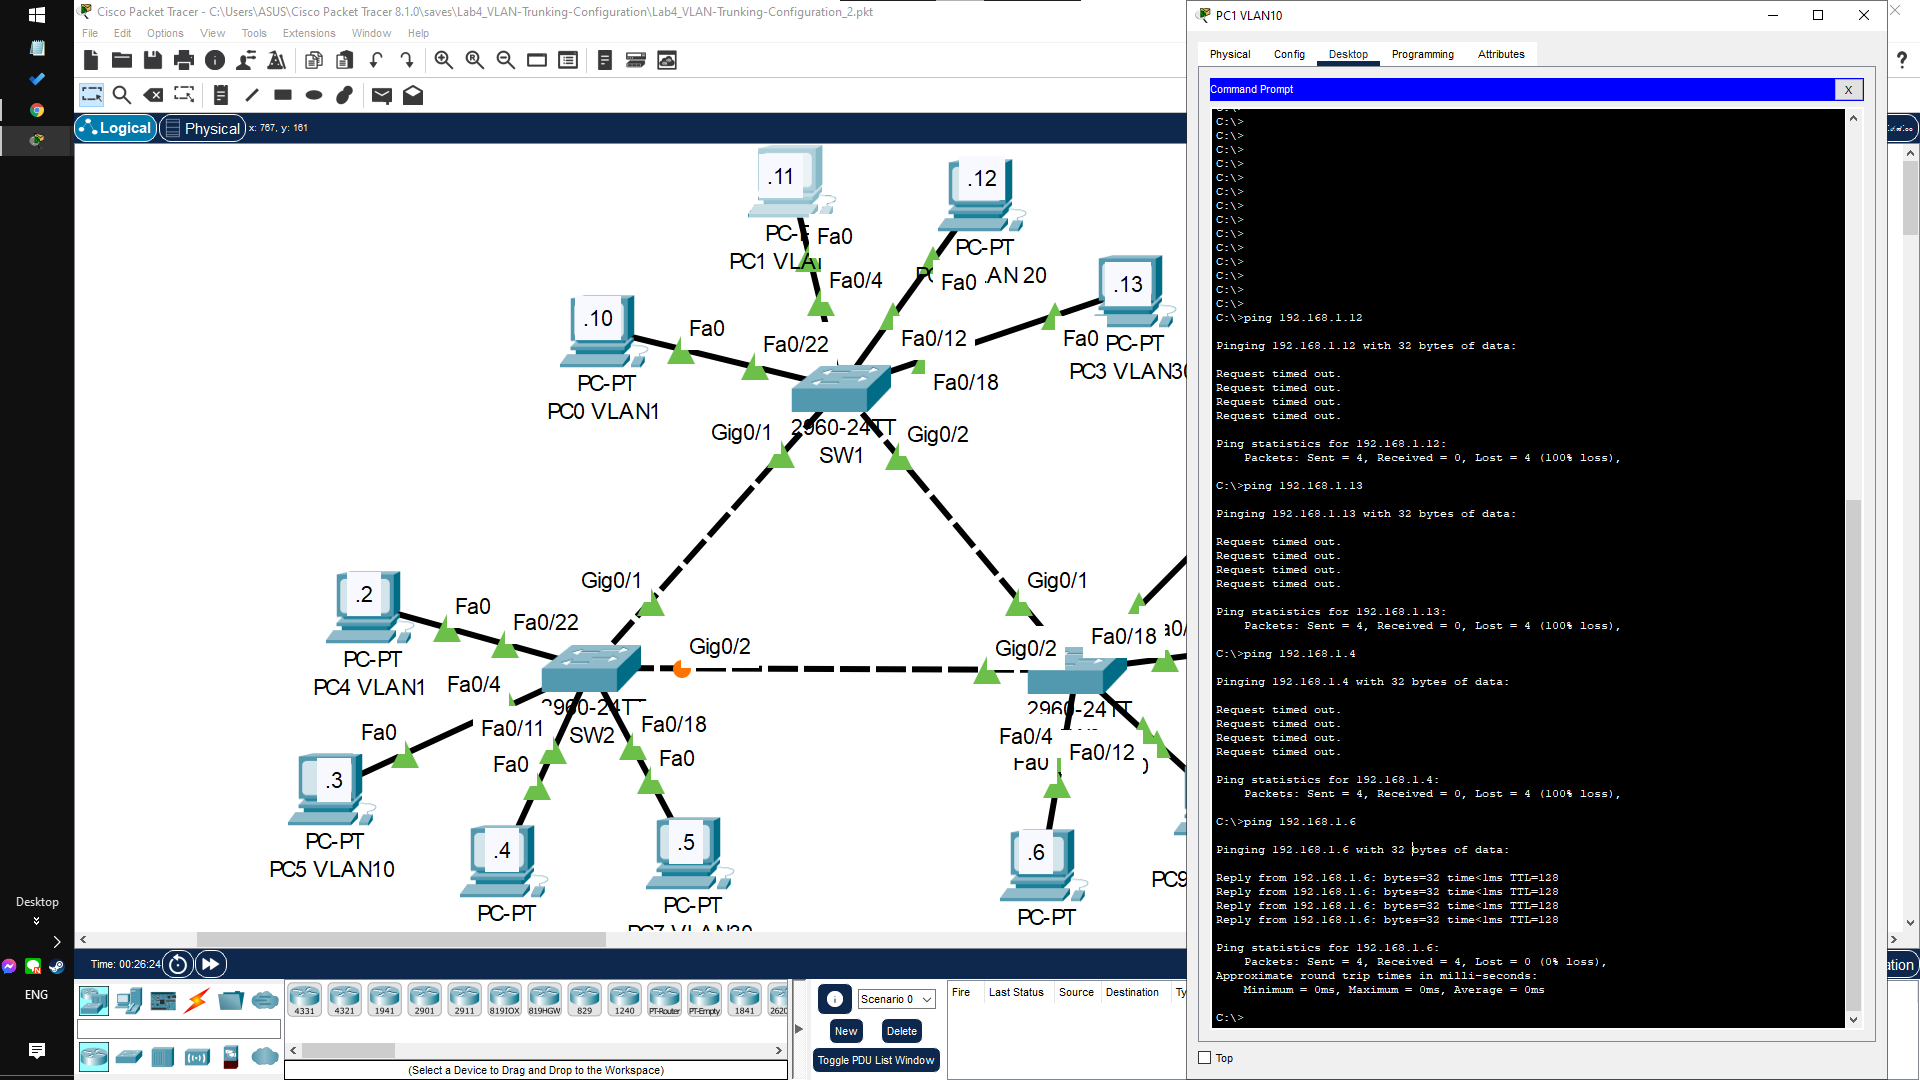 Cisco Packet Tracer - C:\Users\ASUS\Cisco Packet Tracer 8.1.0\saves\Lab4_VLAN-Trunking-Configuration\Lab4_VLAN-Trunking-Configuration_2.pkt
File Edit Options View Tools Extensions Window Help
Logical Physical x: 767, y: 161
.11
Fa0
PC1
Fa0/4
.12
PC-PT
Fa0
AN 20
.13
Fa0
PC-PT
PC3
.10
Fa0
Fa0/22
PC-PT
PC0 VLAN1
Fa0/12
Fa0/18
2960-24TT
SW1
Gig0/1
Gig0/2
Gig0/1
Gig0/1
.2
Fa0
Fa0/22
PC-PT
PC4 VLAN1
Gig0/2
Gig0/2
Fa0/18
Fa0/4
Fa0/11
Fa0/18
2960-24TT
SW2
Fa0
.3
PC-PT
PC5 VLAN10
Fa0
.4
PC-PT
Fa0
.5
PC-PT
Fa0/4
Fa0/12
Fa0
.6
PC-PT
Desktop
ENG
Time: 00:26:24
4331 4321 1941 2901 2911 819IOX 819HGW 829 1240 PT-Router PT-Empty 1841
(Select a Device to Drag and Drop to the Workspace)
Scenario 0
New Delete
Toggle PDU List Window
Fire Last Status Source Destination
PC1 VLAN10
Physical Config Desktop Programming Attributes
Command Prompt X
C:\>
C:\>
C:\>
C:\>
C:\>
C:\>
C:\>
C:\>
C:\>
C:\>
C:\>
C:\>
C:\>
C:\>
C:\>ping 192.168.1.12
Pinging 192.168.1.12 with 32 bytes of data:
Request timed out.
Request timed out.
Request timed out.
Request timed out.
Ping statistics for 192.168.1.12:
Packets: Sent = 4, Received = 0, Lost = 4 (100% loss),
C:\>ping 192.168.1.13
Pinging 192.168.1.13 with 32 bytes of data:
Request timed out.
Request timed out.
Request timed out.
Request timed out.
Ping statistics for 192.168.1.13:
Packets: Sent = 4, Received = 0, Lost = 4 (100% loss),
C:\>ping 192.168.1.4
Pinging 192.168.1.4 with 32 bytes of data:
Request timed out.
Request timed out.
Request timed out.
Request timed out.
Ping statistics for 192.168.1.4:
Packets: Sent = 4, Received = 0, Lost = 4 (100% loss),
C:\>ping 192.168.1.6
Pinging 192.168.1.6 with 32 bytes of data:
Reply from 192.168.1.6: bytes=32 time<1ms TTL=128
Reply from 192.168.1.6: bytes=32 time<1ms TTL=128
Reply from 192.168.1.6: bytes=32 time<1ms TTL=128
Reply from 192.168.1.6: bytes=32 time<1ms TTL=128
Ping statistics for 192.168.1.6:
Packets: Sent = 4, Received = 4, Lost = 0 (0% loss),
Approximate round trip times in milli-seconds:
Minimum = 0ms, Maximum = 0ms, Average = 0ms
C:\>
Top